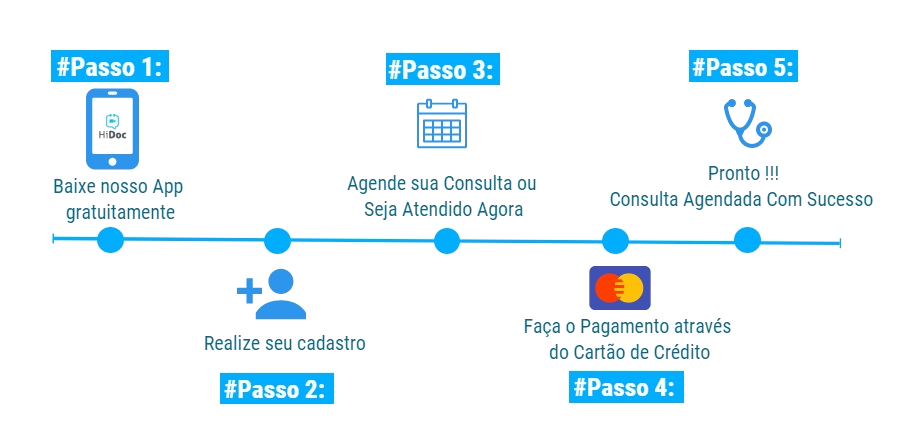 #Passo 1:
HiDoc
Baixe nosso App
gratuitamente
#Passo 2:
Realize seu cadastro
#Passo 3:
Agende sua Consulta ou
Seja Atendido Agora
#Passo 4:
Faça o Pagamento através
do Cartão de Crédito
#Passo 5:
Pronto !!!
Consulta Agendada Com Sucesso